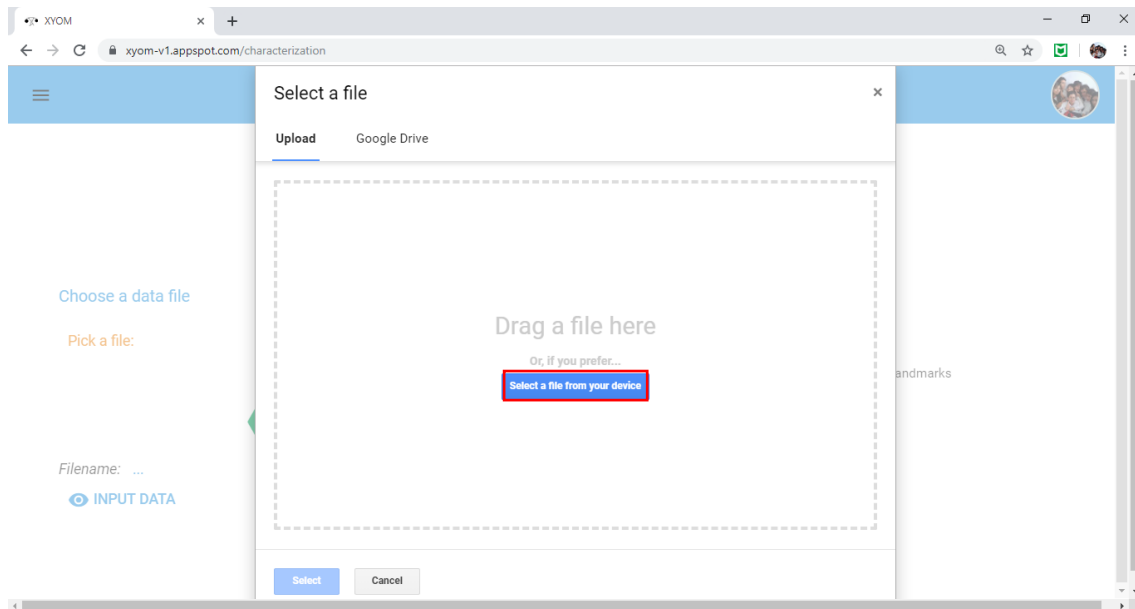 XYOM
xyom-v1.appspot.com/characterization
Select a file
Upload Google Drive
Choose a data file
Pick a file:
Drag a file here
Or, if you prefer...
Select a file from your device
andmarks
Filename: ...
INPUT DATA
Select Cancel